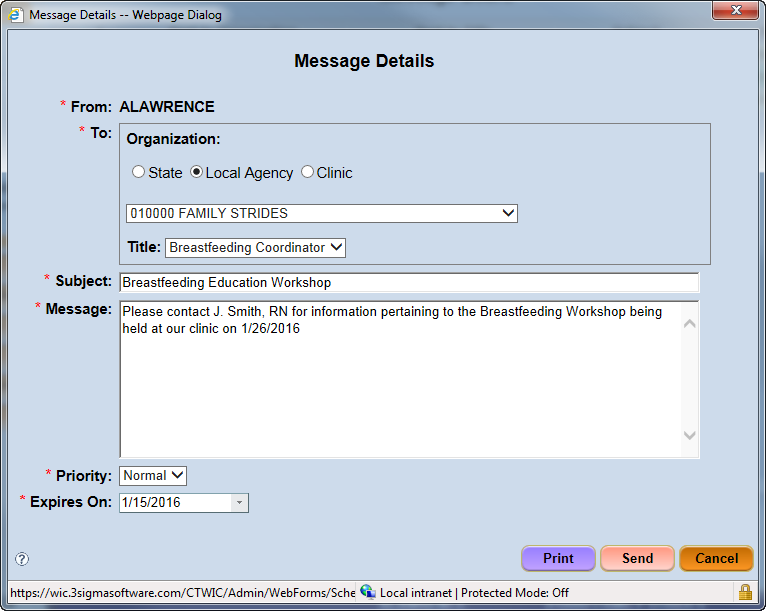 Message Details -- Webpage Dialog
Message Details
* From: ALAWRENCE
* To: Organization:
State Local Agency Clinic
010000 FAMILY STRIDES
Title: Breastfeeding Coordinator
* Subject: Breastfeeding Education Workshop
* Message: Please contact J. Smith, RN for information pertaining to the Breastfeeding Workshop being
held at our clinic on 1/26/2016
* Priority: Normal
* Expires On: 1/15/2016
? Print Send Cancel
https://wic.3sigmasoftware.com/CTWIC/Admin/WebForms/Sche Local intranet | Protected Mode: Off